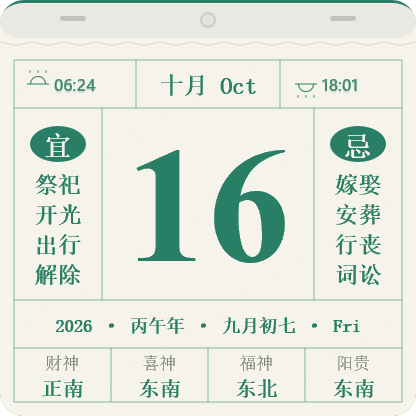 06:24
十月 Oct
18:01
宜
祭祀
开光
出行
解除
16
忌
嫁娶
安葬
行丧
词讼
2026 • 丙午年 • 九月初七 • Fri
财神 喜神 福神 阳贵
正南 东南 东北 东南